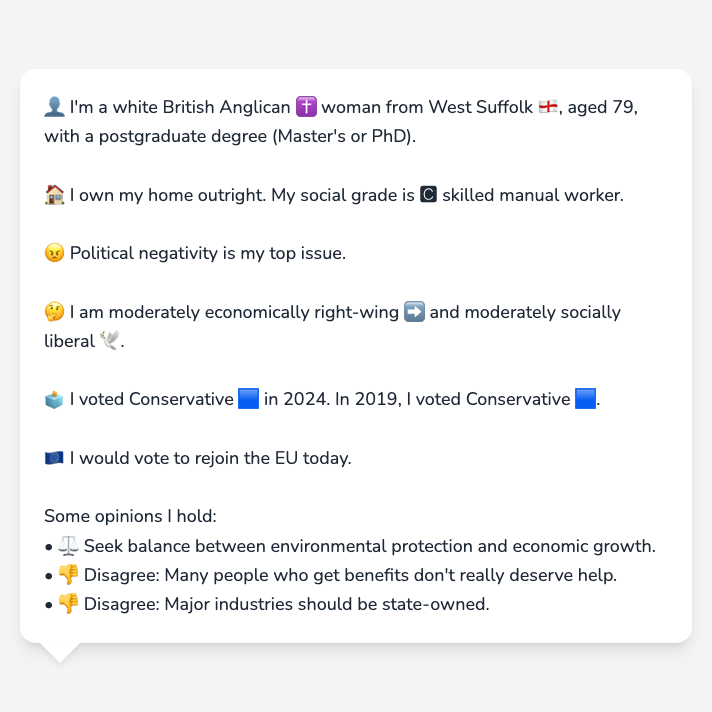 👤 I'm a white British Anglican ✝️ woman from West Suffolk 🏴󠁧󠁢󠁥󠁮󠁧󠁿, aged 79,
with a postgraduate degree (Master's or PhD).
🏠 I own my home outright. My social grade is 🅲 skilled manual worker.
😠 Political negativity is my top issue.
🤔 I am moderately economically right-wing ➡️ and moderately socially
liberal 🕊️.
🗳️ I voted Conservative 🟦 in 2024. In 2019, I voted Conservative 🟦.
🇪🇺 I would vote to rejoin the EU today.
Some opinions I hold:
• ⚖️ Seek balance between environmental protection and economic growth.
• 👎 Disagree: Many people who get benefits don't really deserve help.
• 👎 Disagree: Major industries should be state-owned.